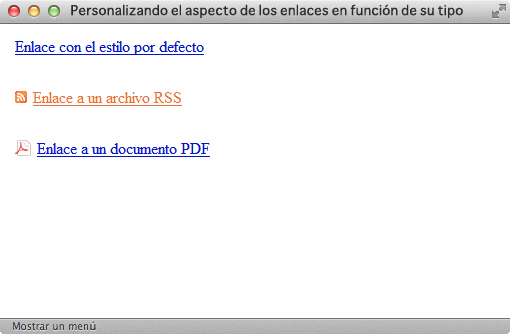 Personalizando el aspecto de los enlaces en función de su tipo
Enlace con el estilo por defecto
Enlace a un archivo RSS
Enlace a un documento PDF
Mostrar un menú